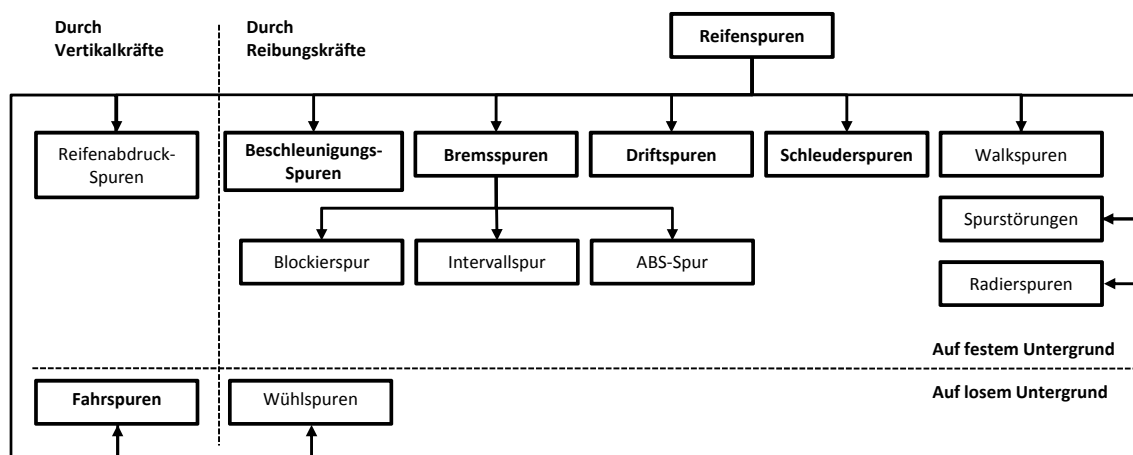 Durch
Vertikalkräfte
Durch
Reibungskräfte
Reifenspuren
Reifenabdruck-
Spuren
Beschleunigungs-
Spuren
Bremsspuren
Driftspuren
Schleuderspuren
Walkspuren
Spurstörungen
Blockierspur
Intervallspur
ABS-Spur
Radierspuren
Auf festem Untergrund
Auf losem Untergrund
Fahrspuren
Wühlspuren